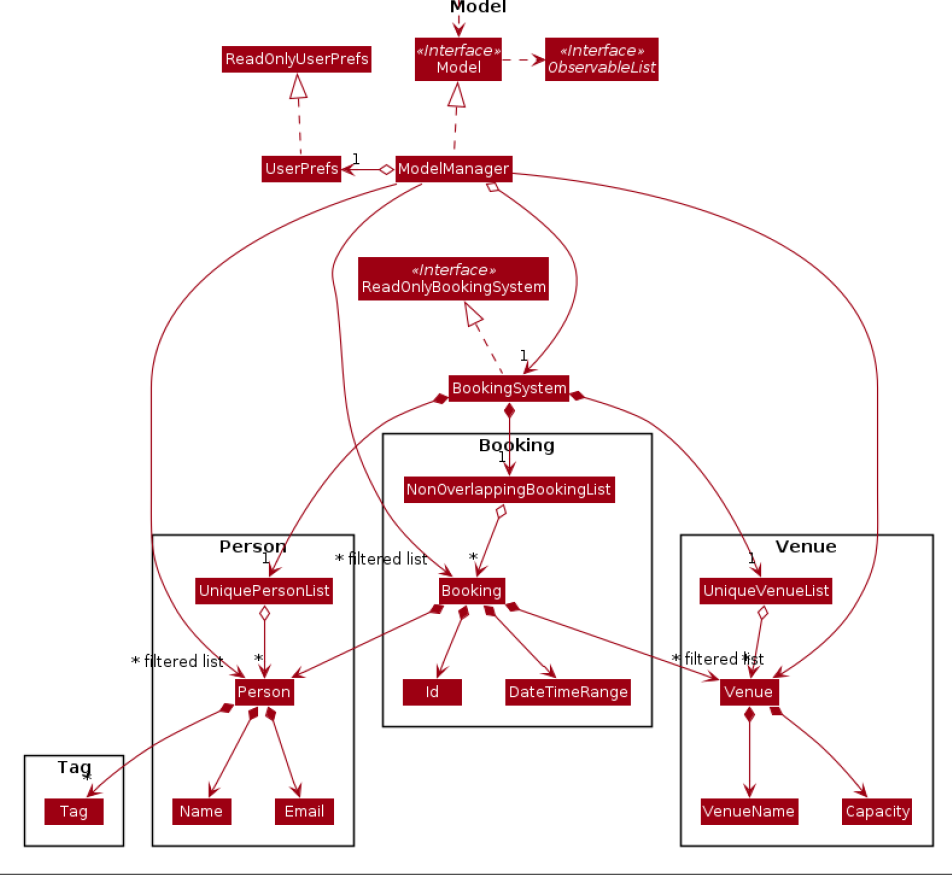 Model
«Interface»
Model
«Interface»
ObservableList
ReadOnlyUserPrefs
UserPrefs
1
ModelManager
«Interface»
ReadOnlyBookingSystem
1
BookingSystem
Booking
1
NonOverlappingBookingList
Person
1
UniquePersonList
* filtered list
*
Booking
Venue
1
UniqueVenueList
* filtered list
*
Person
Id
DateTimeRange
* filtered list
*
Venue
Tag
*
Tag
Name
Email
VenueName
Capacity